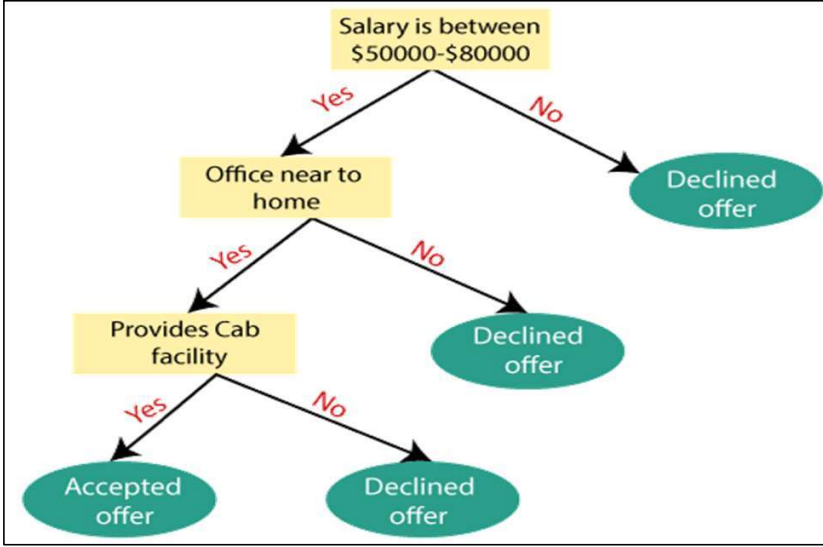 Salary is between
$50000-$80000
Yes
No
Office near to
home
Declined
offer
Yes
No
Provides Cab
facility
Declined
offer
Yes
No
Accepted
offer
Declined
offer